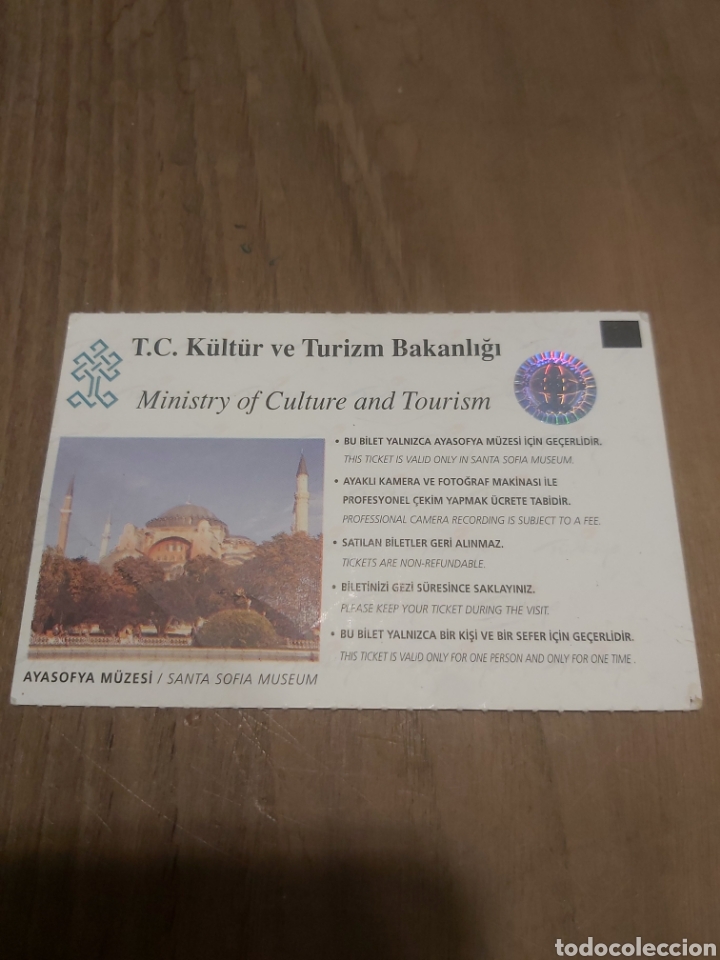 T.C. Kültür ve Turizm Bakanlığı
Ministry of Culture and Tourism
• BU BİLET YALNIZCA AYASOFYA MÜZESİ İÇİN GEÇERLİDİR.
THIS TICKET IS VALID ONLY IN SANTA SOFIA MUSEUM.
• AYAKLI KAMERA VE FOTOĞRAF MAKİNASI İLE
PROFESYONEL ÇEKİM YAPMAK ÜCRETE TABİDİR.
PROFESSIONAL CAMERA RECORDING IS SUBJECT TO A FEE.
• SATILAN BİLETLER GERİ ALINMAZ.
TICKETS ARE NON-REFUNDABLE.
• BİLETİNİZİ GEZİ SÜRESİNCE SAKLAYINIZ.
PLEASE KEEP YOUR TICKET DURING THE VISIT.
• BU BİLET YALNIZCA BİR KİŞİ VE BİR SEFER İÇİN GEÇERLİDİR.
THIS TICKET IS VALID ONLY FOR ONE PERSON AND ONLY FOR ONE TIME .
AYASOFYA MÜZESİ / SANTA SOFIA MUSEUM
todocoleccion